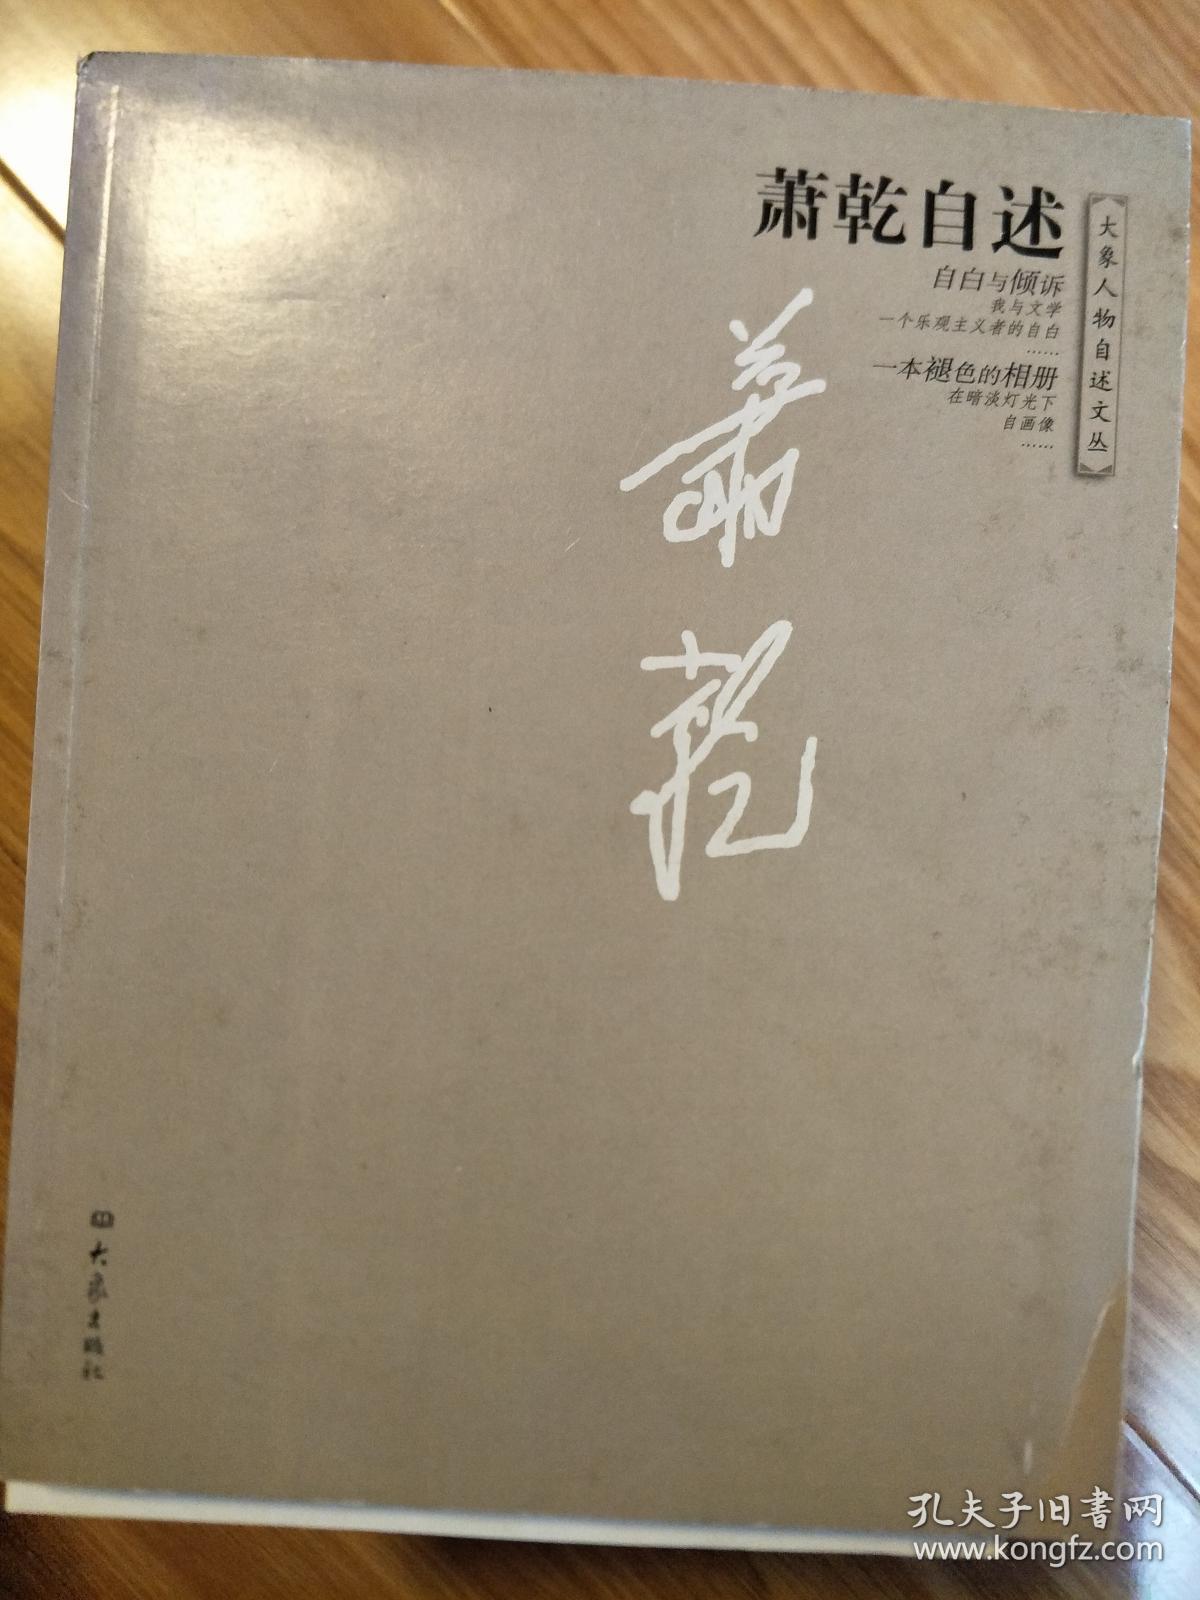 萧乾自述
自白与倾诉
我与文学
一个乐观主义者的自白
……
一本褪色的相册
在暗淡灯光下
自画像
……
大象人物自述文丛
萧乾
大象出版社
孔夫子旧书网
www.kongfz.com